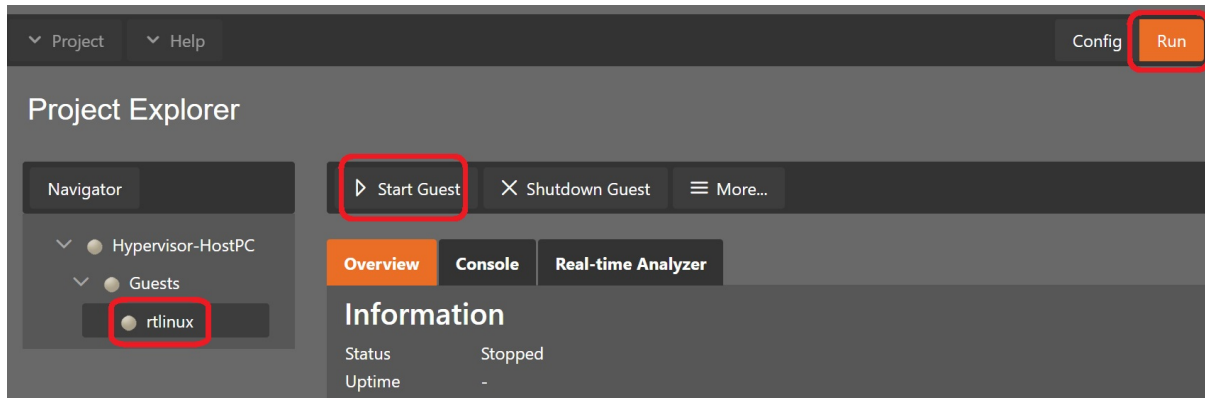 Project Help Config Run
Project Explorer
Navigator
Hypervisor-HostPC
Guests
rtlinux
Start Guest Shutdown Guest More...
Overview Console Real-time Analyzer
Information
Status Stopped
Uptime -